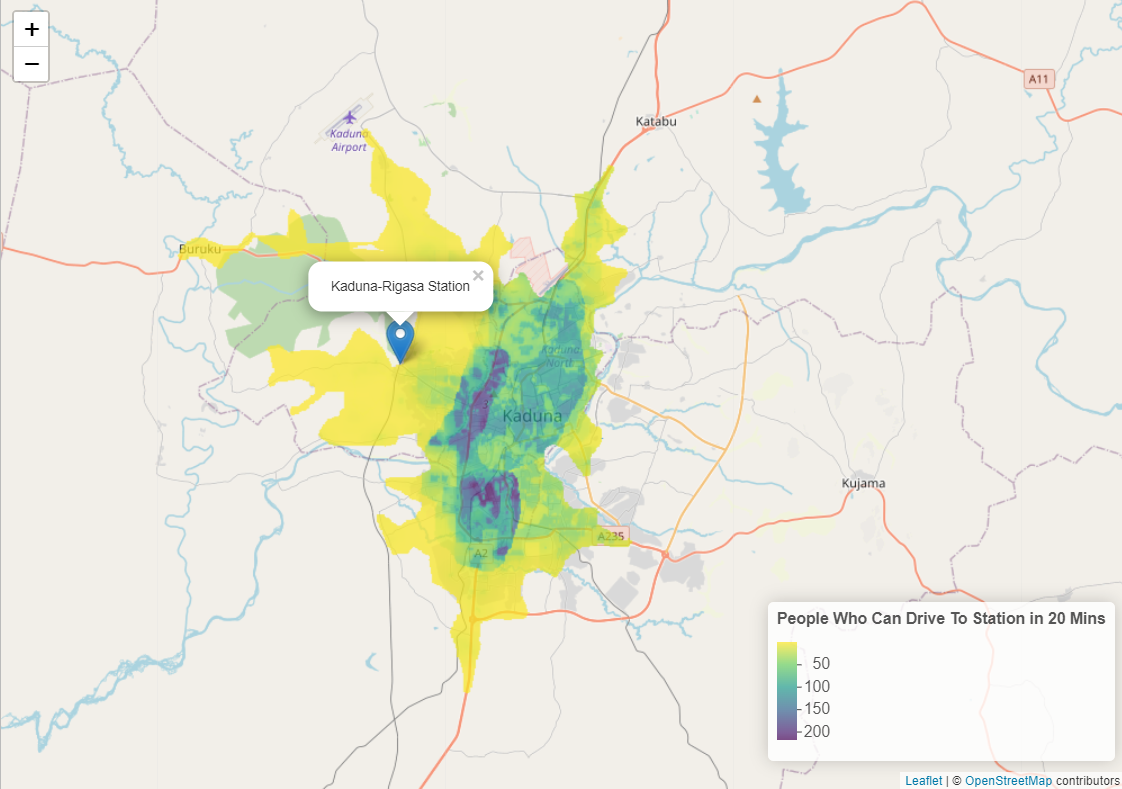 +
−
A11
Katabu
Kaduna
Airport
Buruku
×
Kaduna-Rigasa Station
Kaduna
North
Kaduna
Kujama
A235
A2
People Who Can Drive To Station in 20 Mins
50
100
150
200
Leaflet | © OpenStreetMap contributors